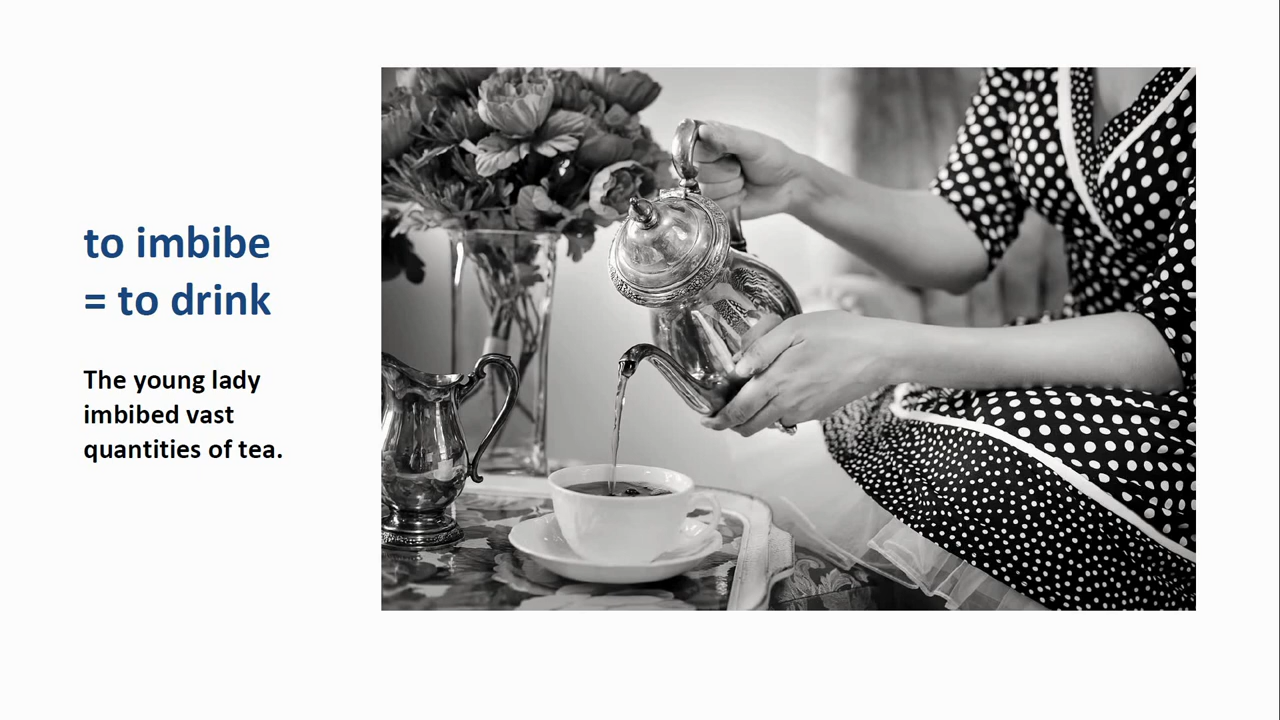 to imbibe
= to drink
The young lady
imbibed vast
quantities of tea.